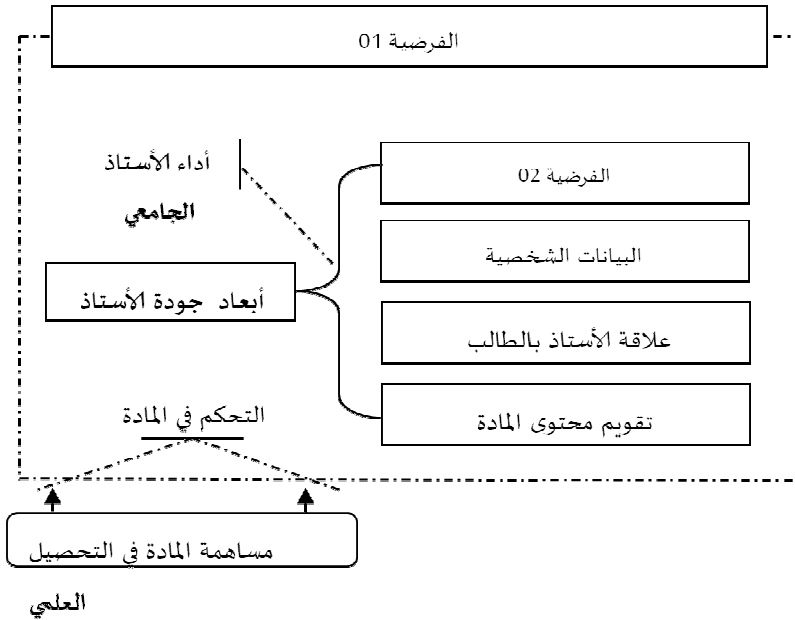 الفرضية 01
أداء الأستاذ
الجامعي
الفرضية 02
البيانات الشخصية
أبعاد جودة الأستاذ
علاقة الأستاذ بالطالب
تقويم محتوى المادة
التحكم في المادة
مساهمة المادة في التحصيل
العلمي